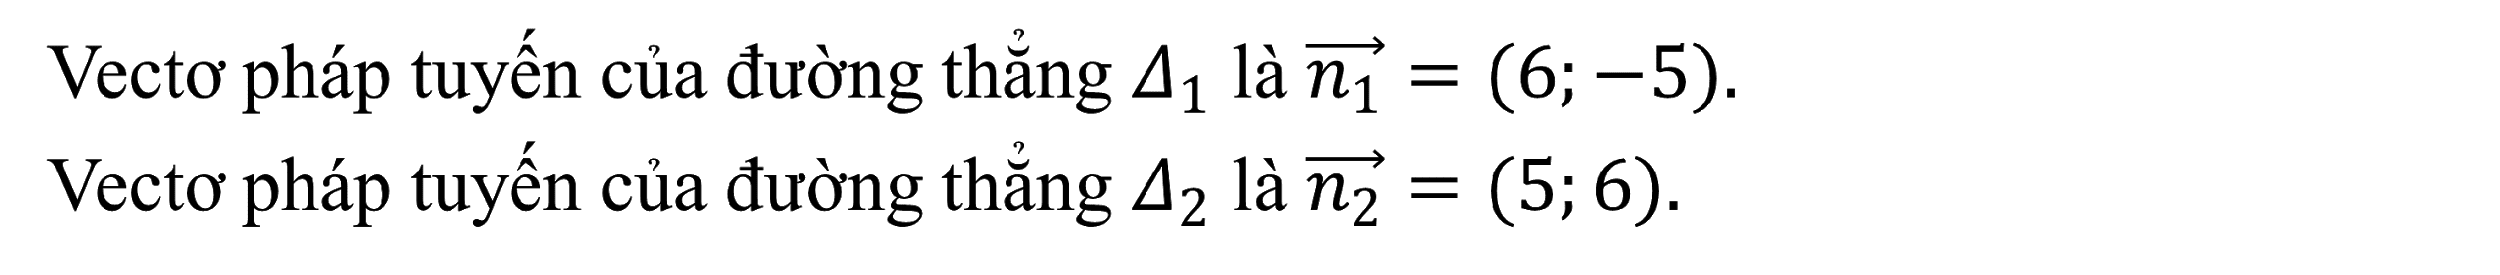 Vectơ pháp tuyến của đường thẳng Δ₁ là n₁⃗ = (6; −5).
Vectơ pháp tuyến của đường thẳng Δ₂ là n₂⃗ = (5; 6).